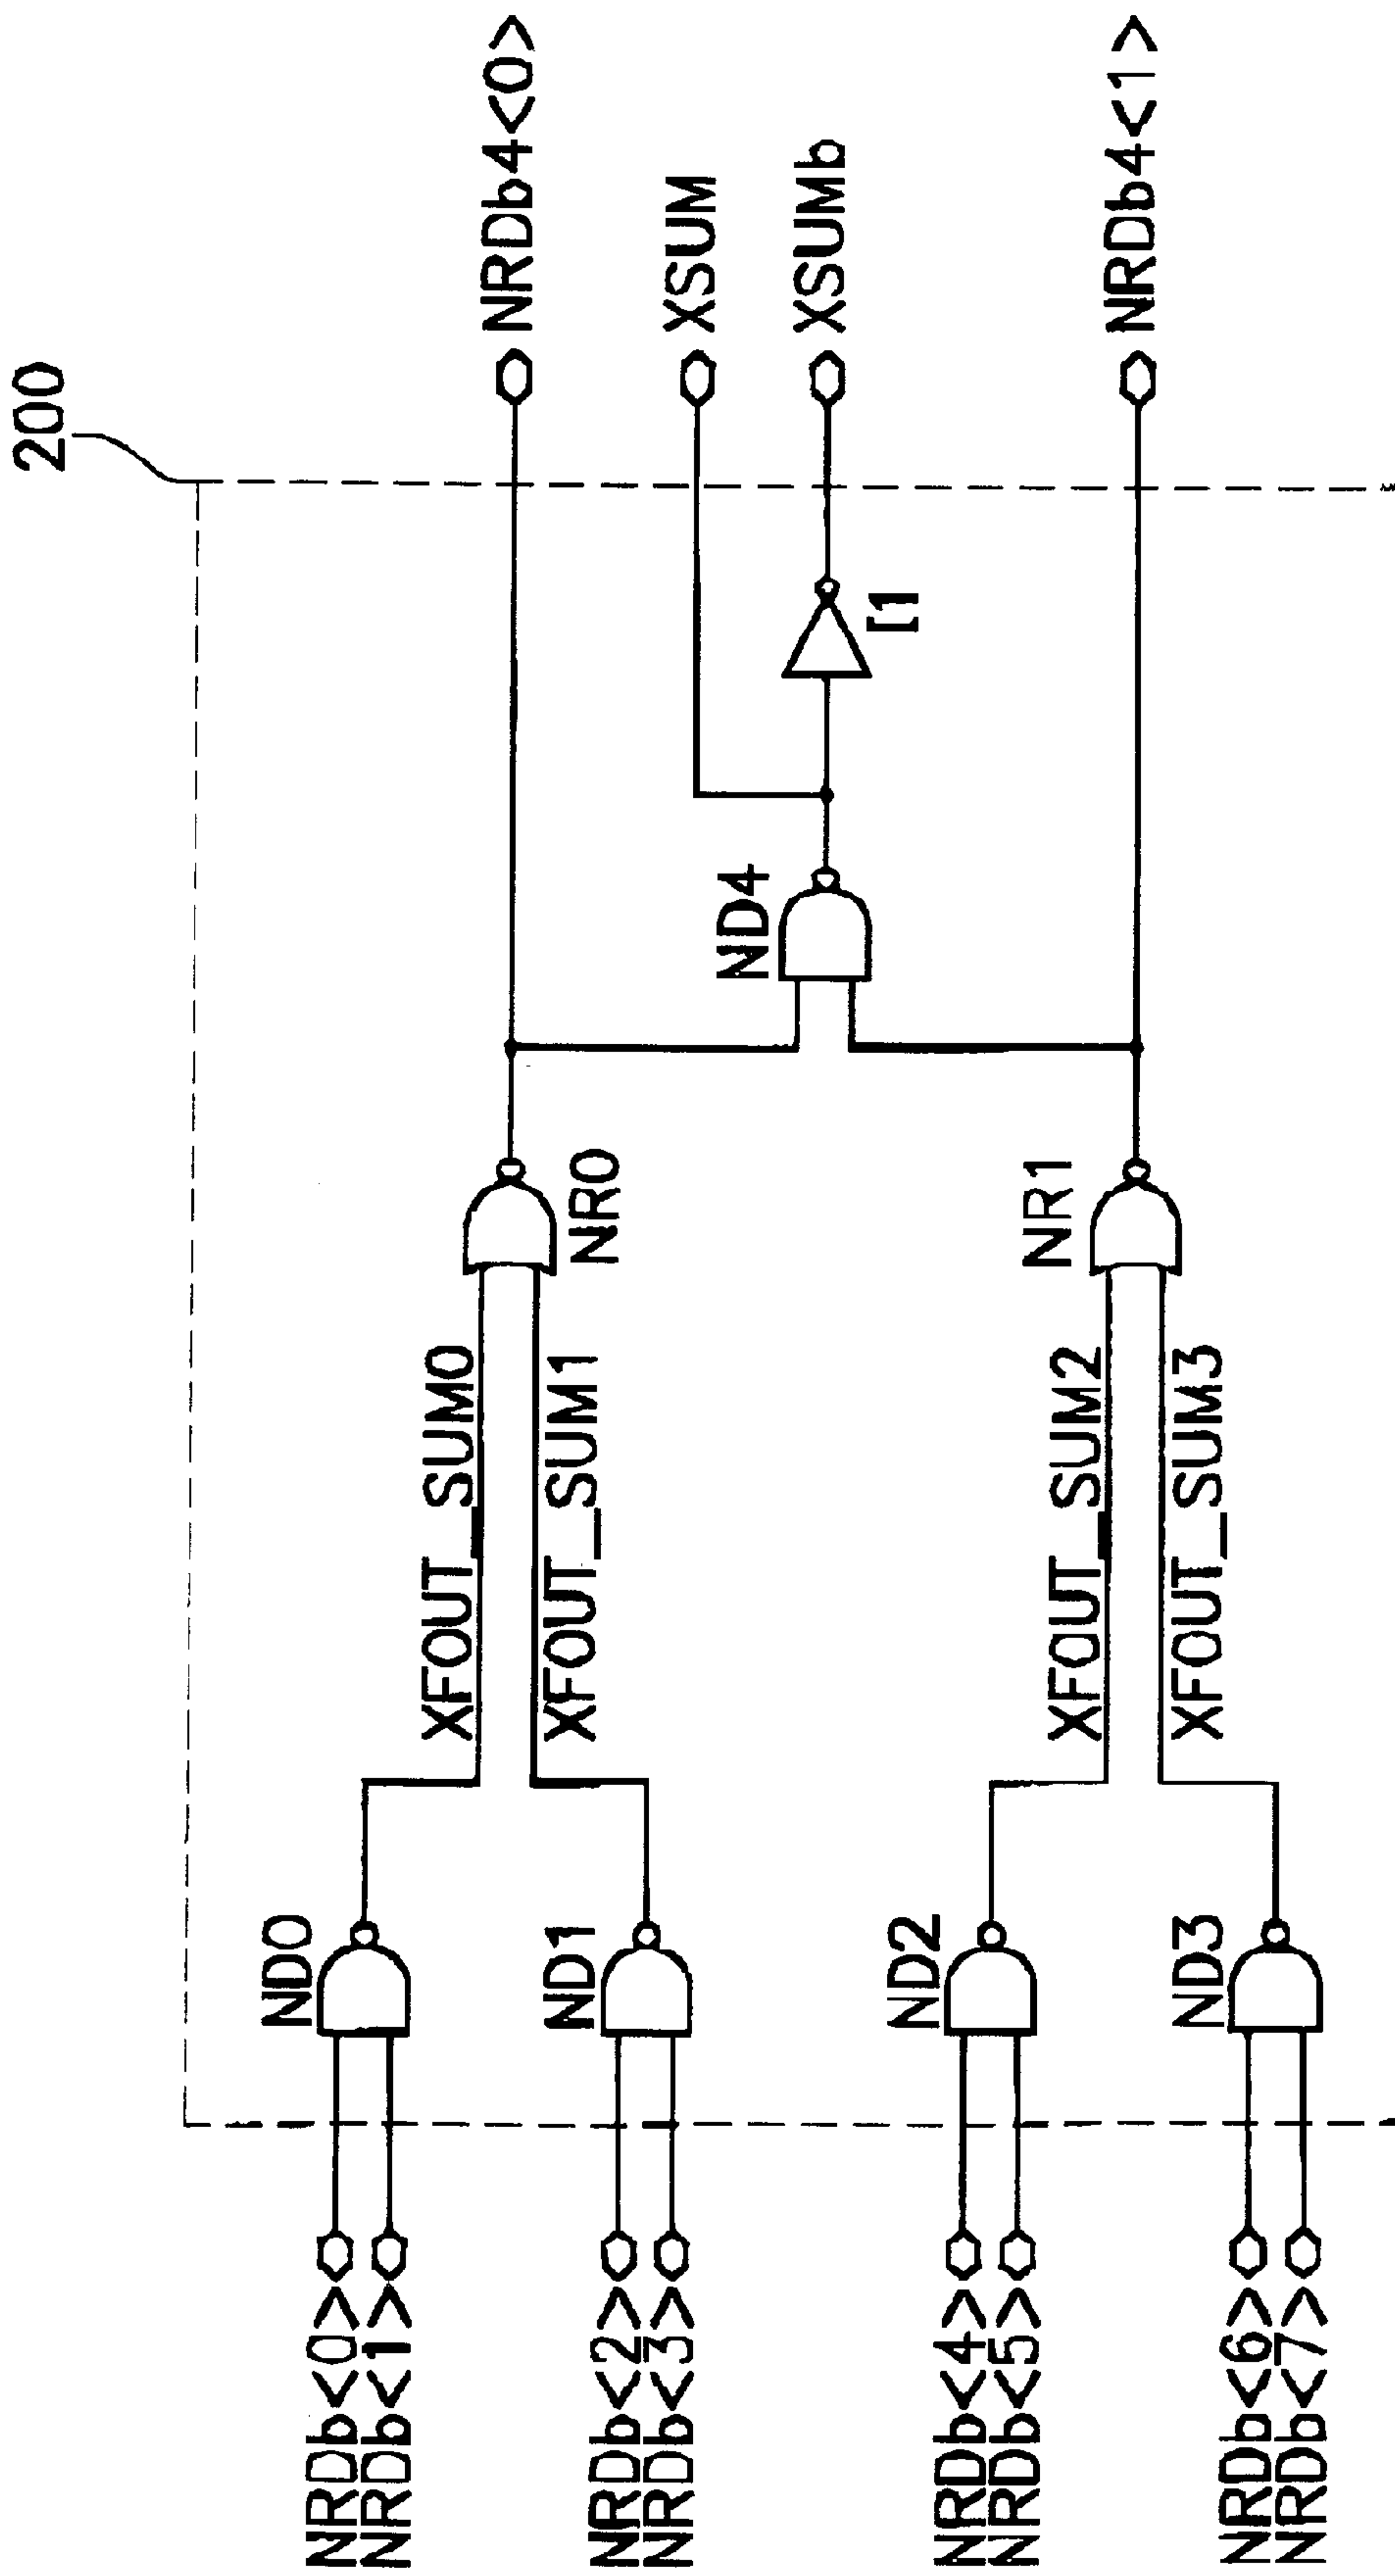 200
NRDb<0>
NRDb<1>
ND0
XFOUT_SUM0
XFOUT_SUM1
NR0
NRDb4<0>
NRDb<2>
NRDb<3>
ND1
ND4
XSUM
I1
XSUMb
NRDb<4>
NRDb<5>
ND2
XFOUT_SUM2
XFOUT_SUM3
NR1
NRDb4<1>
NRDb<6>
NRDb<7>
ND3